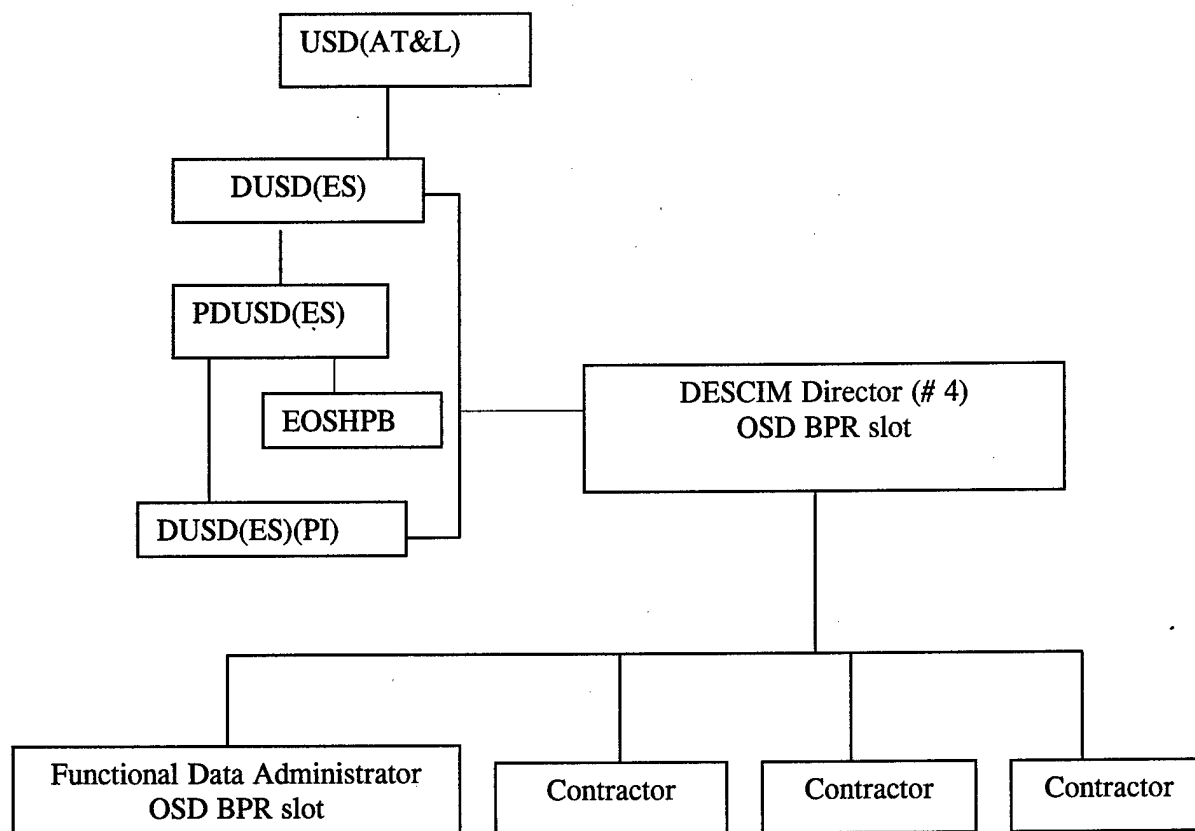 USD(AT&L)
DUSD(ES)
PDUSD(ES)
EOSHPB
DUSD(ES)(PI)
DESCIM Director (# 4)
OSD BPR slot
Functional Data Administrator
OSD BPR slot
Contractor
Contractor
Contractor